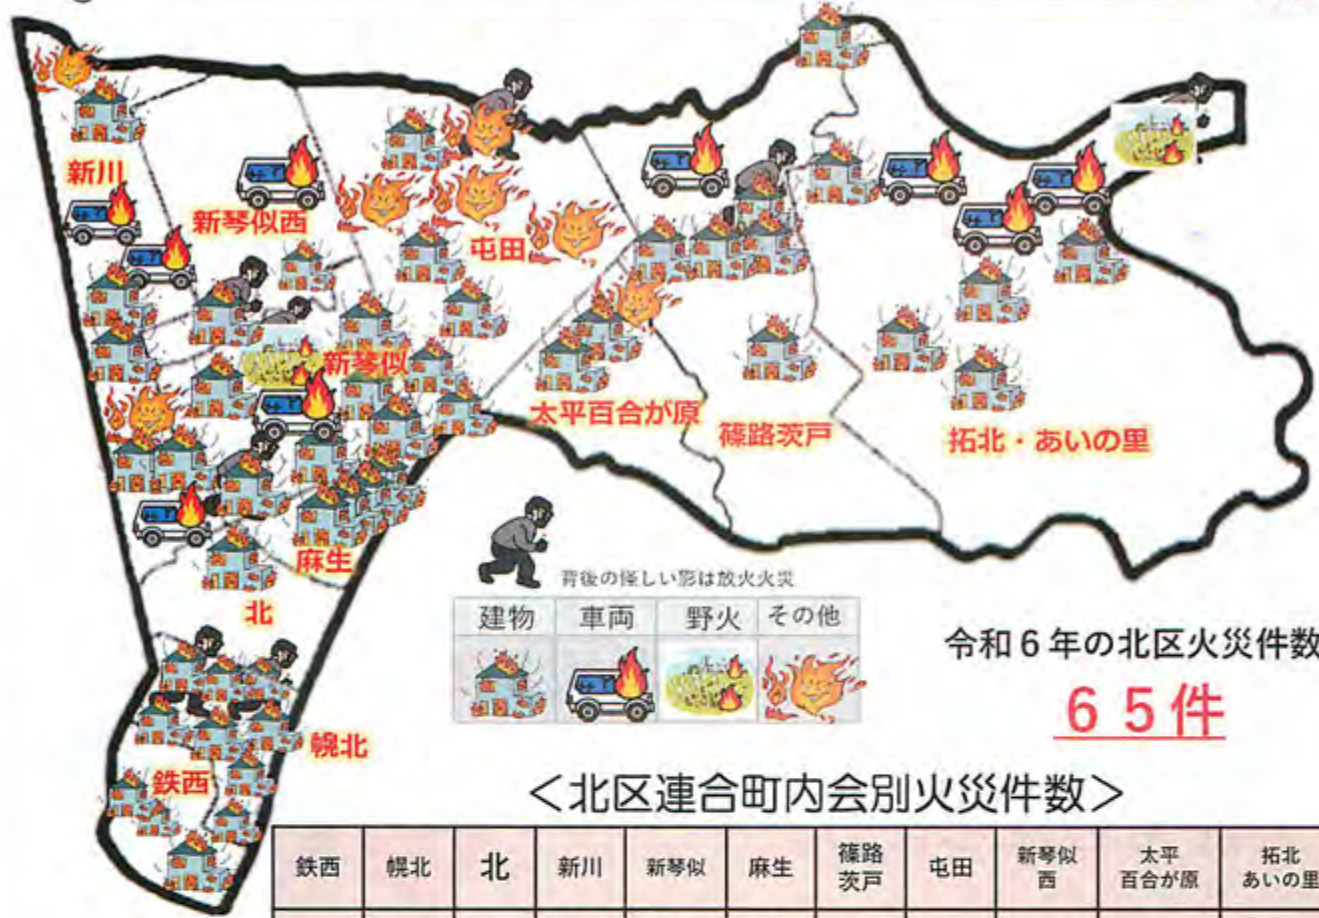 新川
新琴似西
屯田
新琴似
太平百合が原
篠路茨戸
拓北・あいの里
麻生
北
背後の怪しい影は放火火災
建物 車両 野火 その他
令和6年の北区火災件数
65件
幌北
鉄西
<北区連合町内会別火災件数>
鉄西 幌北 北 新川 新琴似 麻生 篠路茨戸 屯田 新琴似西 太平百合が原 拓北あいの里